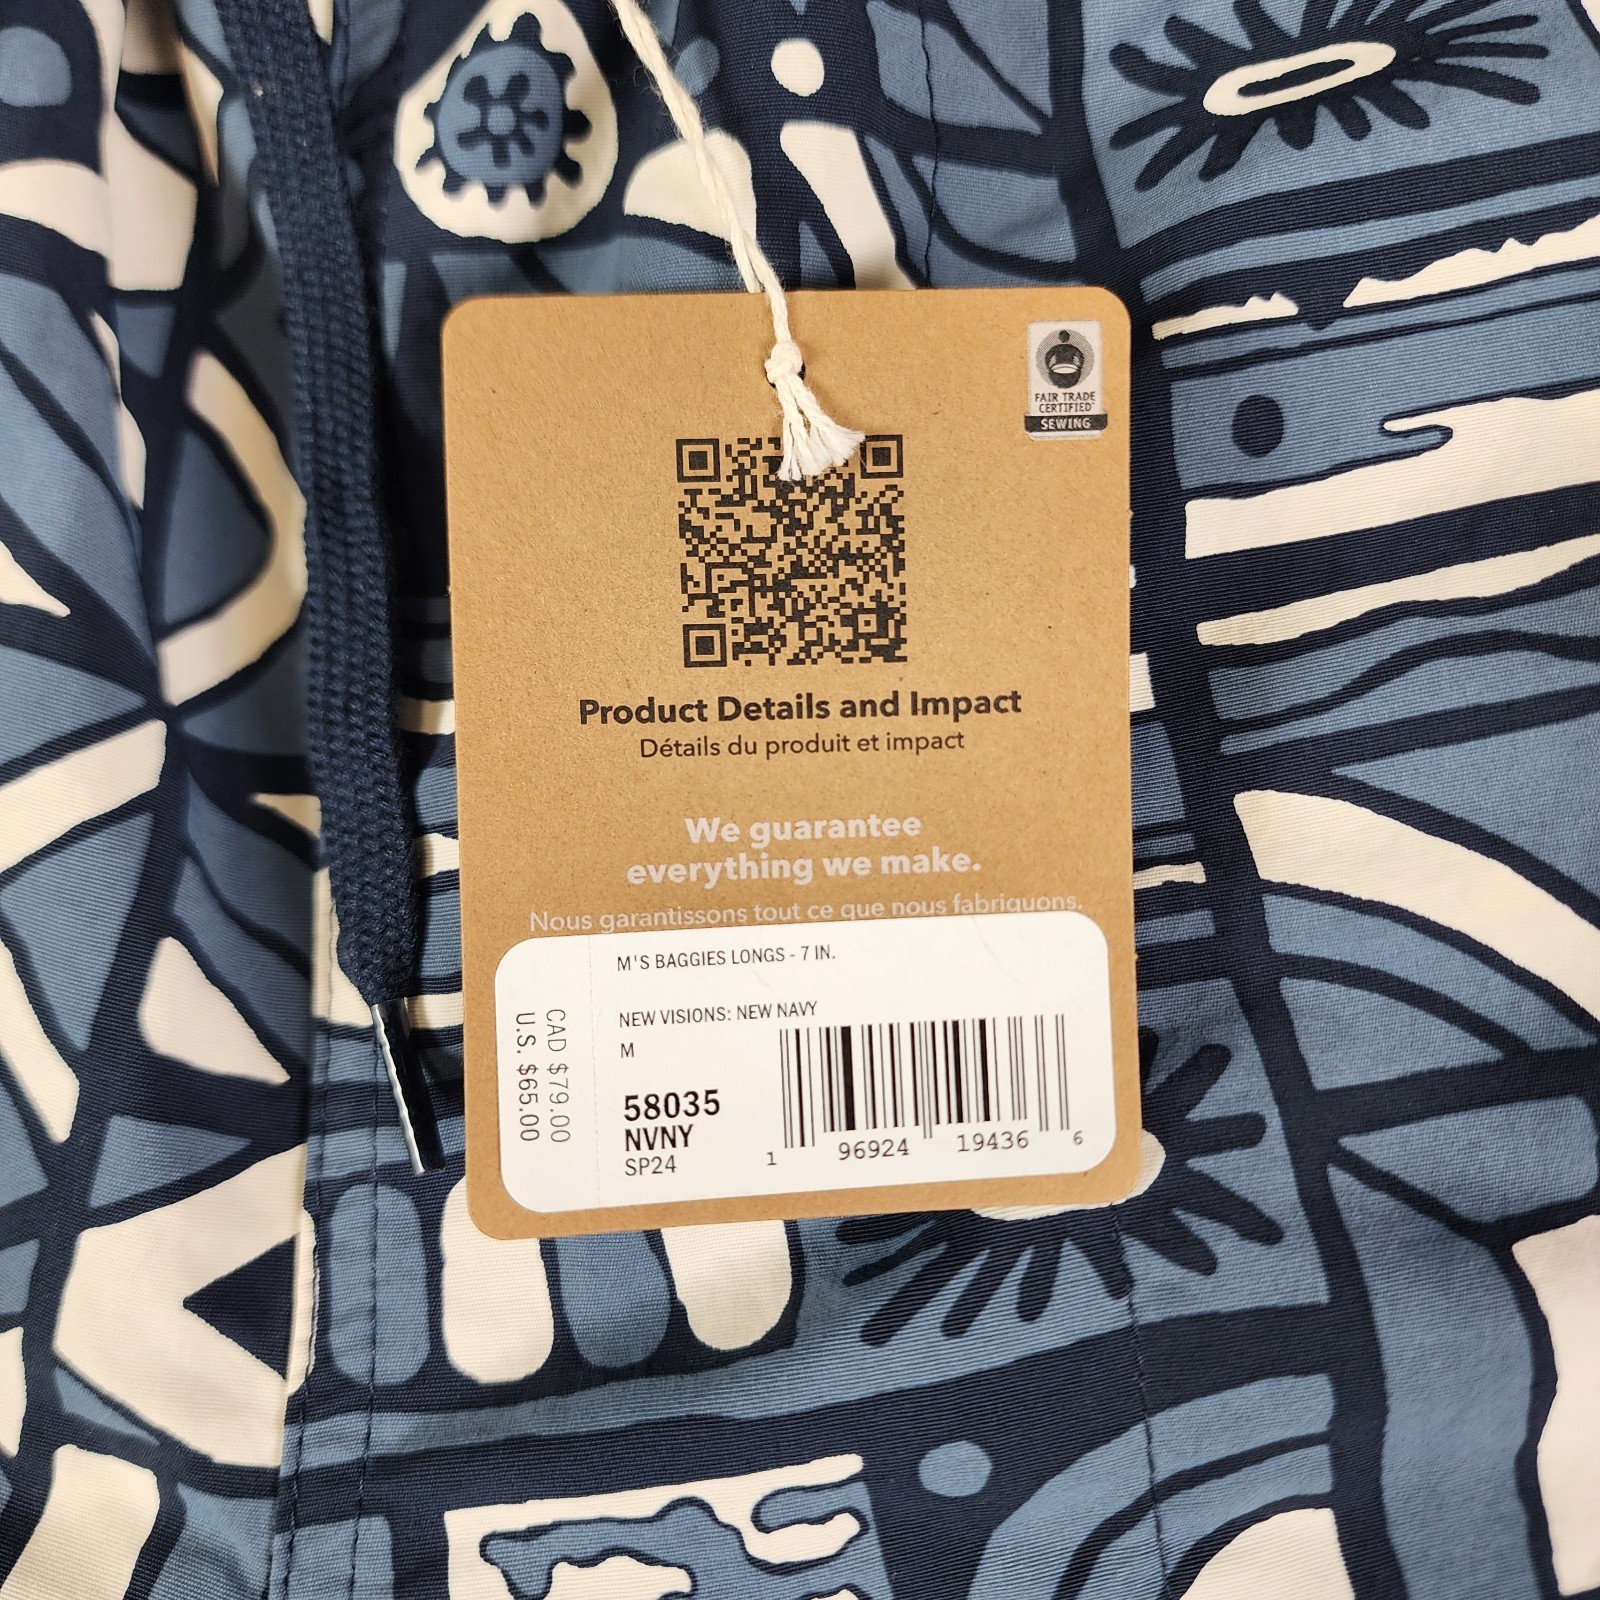 FAIR TRADE
CERTIFIED
SEWING
Product Details and Impact
Détails du produit et impact
We guarantee
everything we make.
Nous garantissons tout ce que nous fabriquons.
M'S BAGGIES LONGS - 7 IN.
NEW VISIONS: NEW NAVY
M
58035
NVNY
SP24
CAD $79.00
U.S. $65.00
1 96924 19436 6